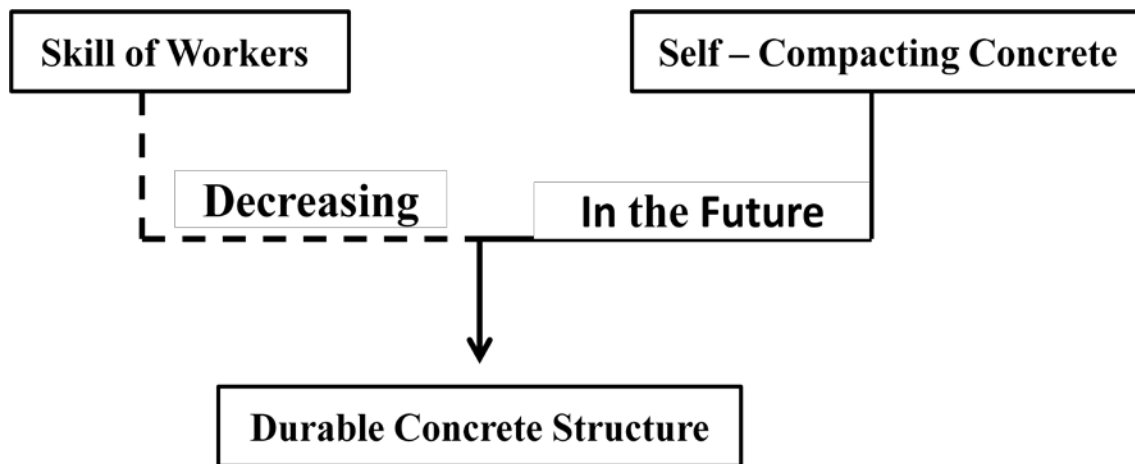 Skill of Workers
Self – Compacting Concrete
Decreasing
In the Future
Durable Concrete Structure